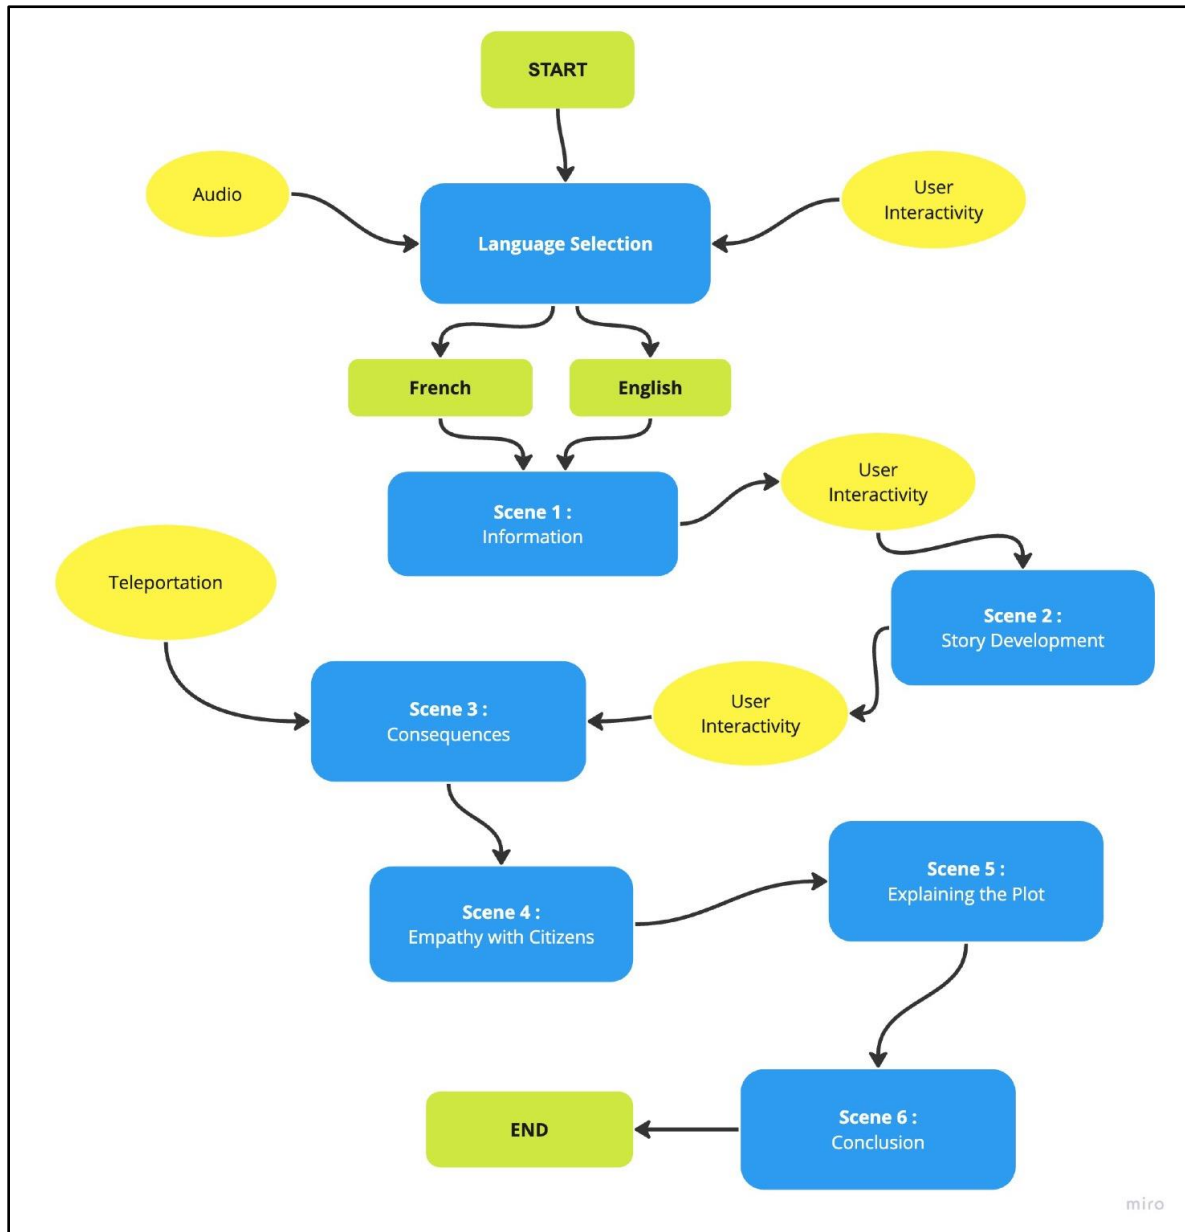 START
Audio
User
Interactivity
Language Selection
French
English
User
Interactivity
Scene 1 :
Information
Teleportation
Scene 2 :
Story Development
User
Interactivity
Scene 3 :
Consequences
Scene 5 :
Explaining the Plot
Scene 4 :
Empathy with Citizens
END
Scene 6 :
Conclusion
miro